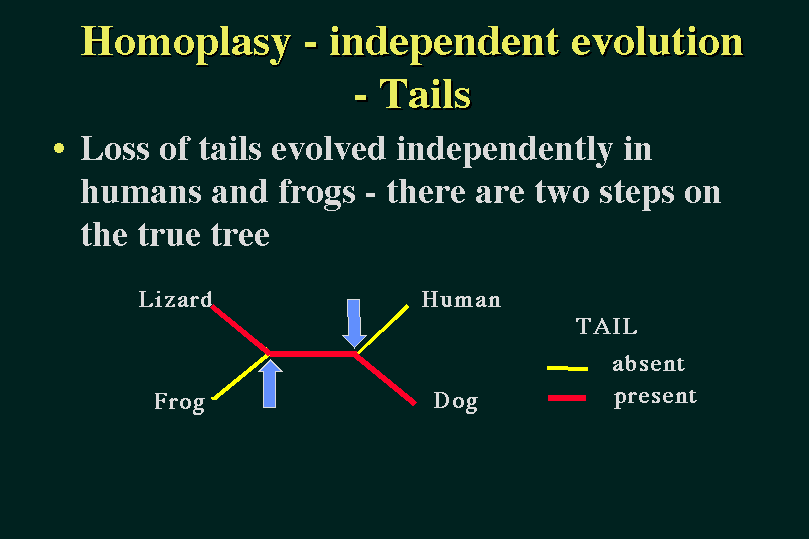 Homoplasy - independent evolution
- Tails
• Loss of tails evolved independently in
humans and frogs - there are two steps on
the true tree
Lizard
Human
TAIL
absent
present
Frog
Dog